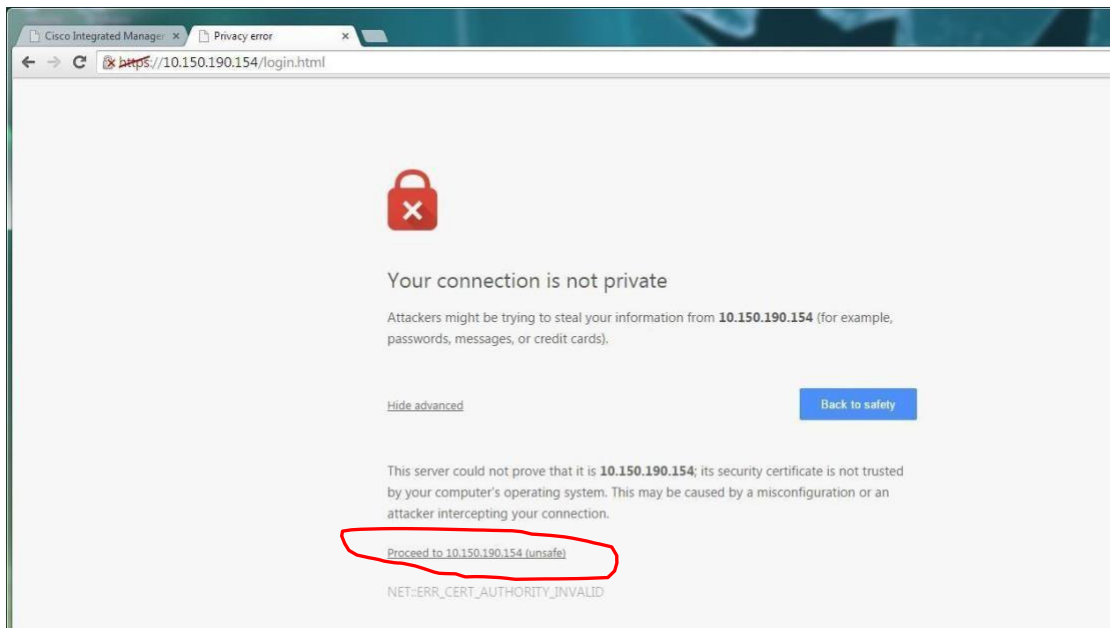 Cisco Integrated Manager
Privacy error
https://10.150.190.154/login.html
Your connection is not private
Attackers might be trying to steal your information from 10.150.190.154 (for example,
passwords, messages, or credit cards).
Hide advanced
Back to safety
This server could not prove that it is 10.150.190.154; its security certificate is not trusted
by your computer's operating system. This may be caused by a misconfiguration or an
attacker intercepting your connection.
Proceed to 10.150.190.154 (unsafe)
NET::ERR_CERT_AUTHORITY_INVALID